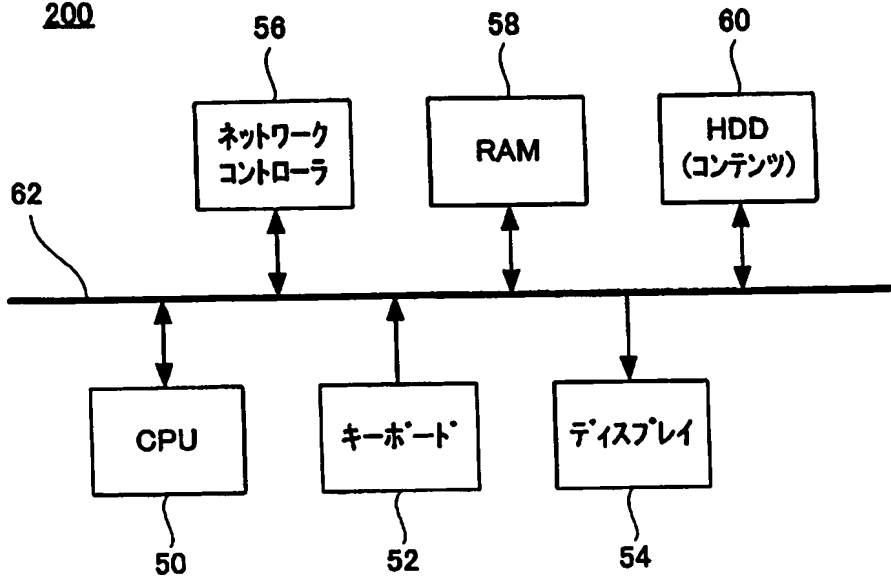 200
56
58
60
ネットワーク
コントローラ
RAM
HDD
(コンテンツ)
62
CPU
キーボード
ディスプレイ
50
52
54